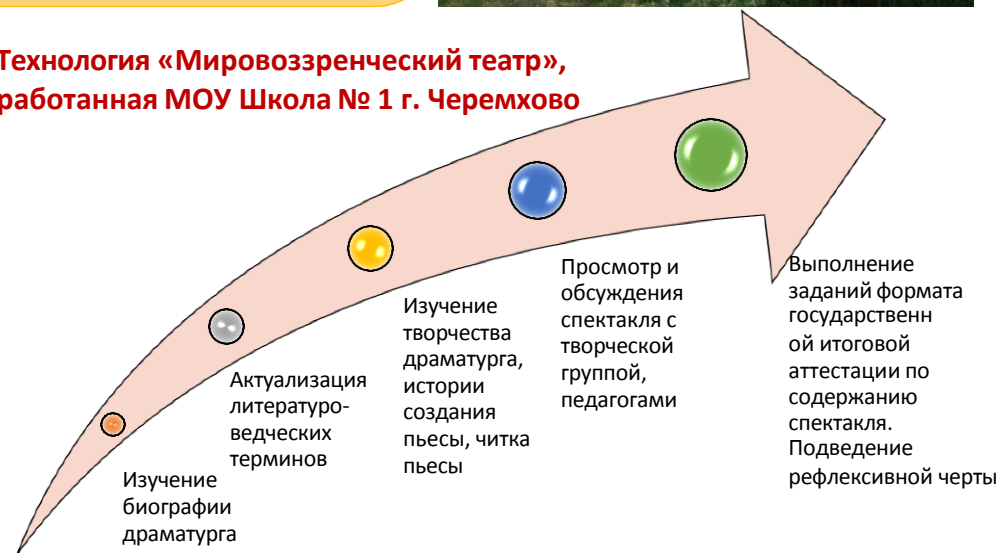 Технология «Мировоззренческий театр»,
работанная МОУ Школа № 1 г. Черемхово
Изучение
биографии
драматурга
Актуализация
литературо-
ведческих
терминов
Изучение
творчества
драматурга,
истории
создания
пьесы, читка
пьесы
Просмотр и
обсуждения
спектакля с
творческой
группой,
педагогами
Выполнение
заданий формата
государственн
ой итоговой
аттестации по
содержанию
спектакля.
Подведение
рефлексивной черты